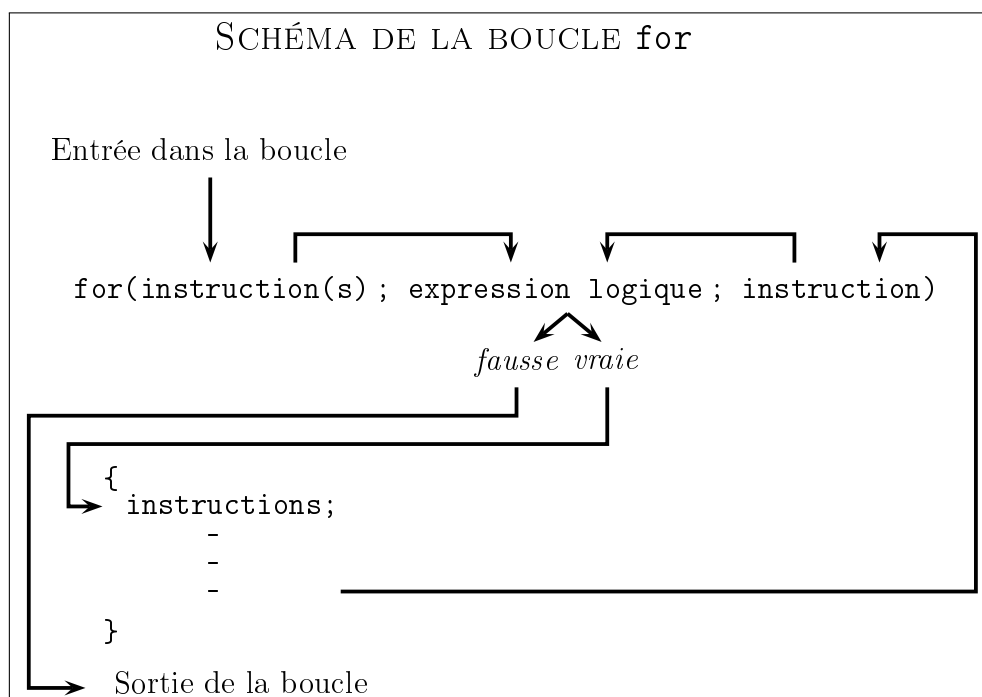 SCHÉMA DE LA BOUCLE for
Entrée dans la boucle
for(instruction(s) ; expression logique ; instruction)
fausse vraie
{
instructions;
-
-
-
}
Sortie de la boucle